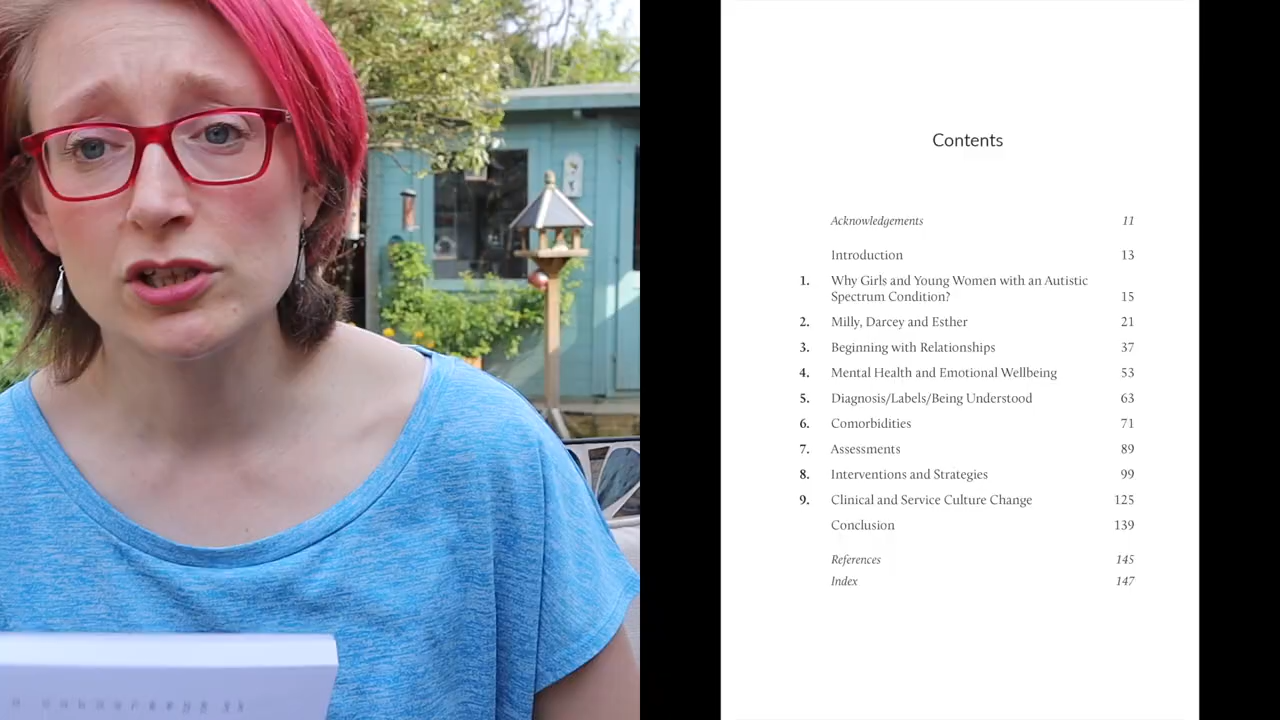 Contents
Acknowledgements 11
Introduction 13
1. Why Girls and Young Women with an Autistic
Spectrum Condition? 15
2. Milly, Darcey and Esther 21
3. Beginning with Relationships 37
4. Mental Health and Emotional Wellbeing 53
5. Diagnosis/Labels/Being Understood 63
6. Comorbidities 71
7. Assessments 89
8. Interventions and Strategies 99
9. Clinical and Service Culture Change 125
Conclusion 139
References 145
Index 147